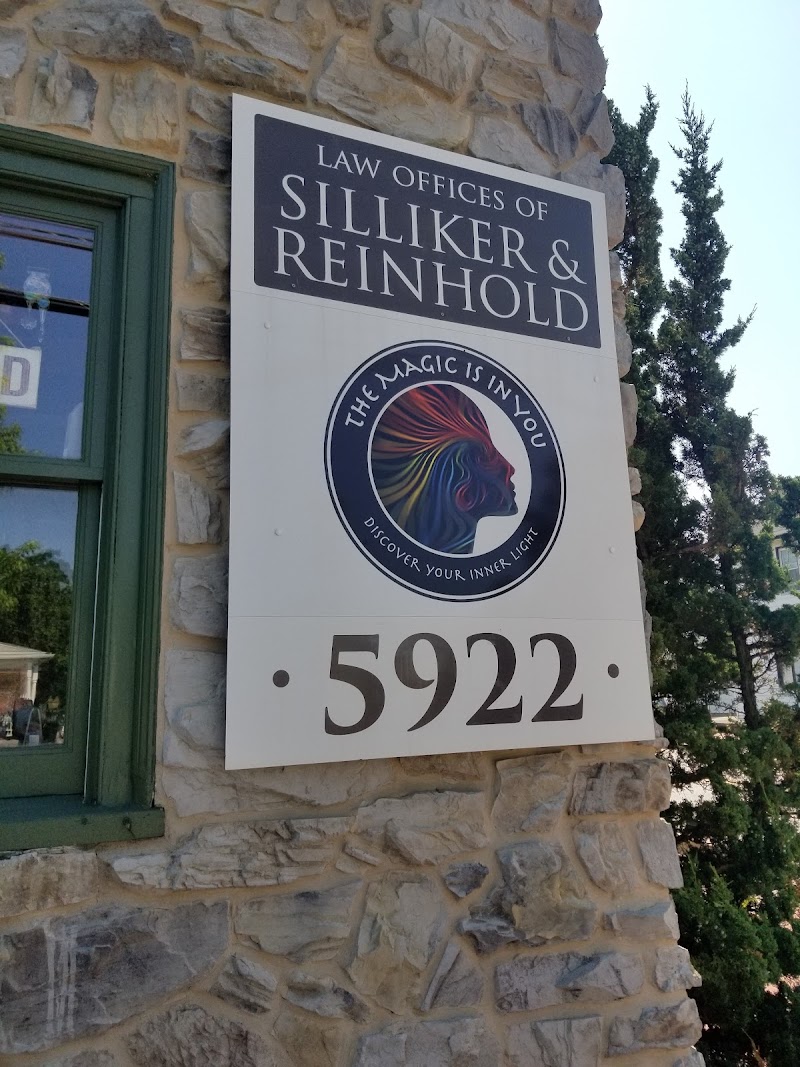 LAW OFFICES OF
SILLIKER &
REINHOLD
THE MAGIC IS IN YOU
DISCOVER YOUR INNER LIGHT
• 5922 •
D